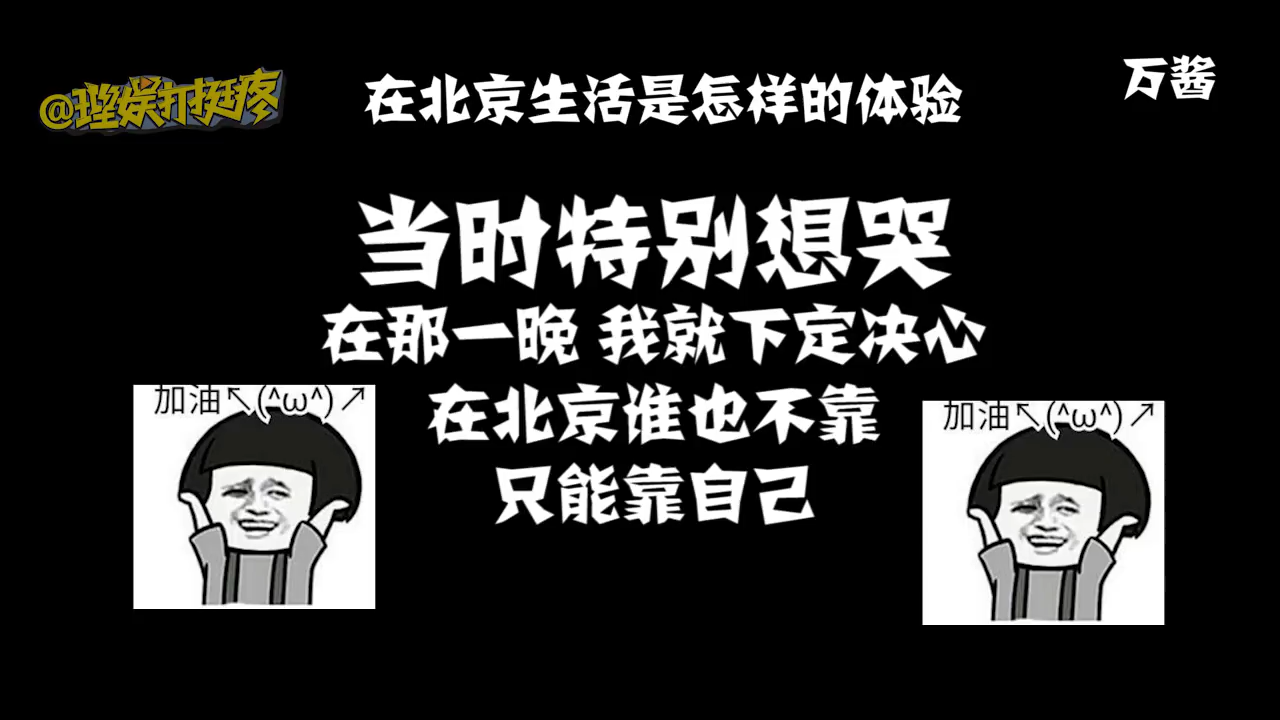 @理娱打挺疼
在北京生活是怎样的体验
万酱
当时特别想哭
在那一晚 我就下定决心
在北京谁也不靠
只能靠自己
加油↖(^ω^)↗
加油↖(^ω^)↗